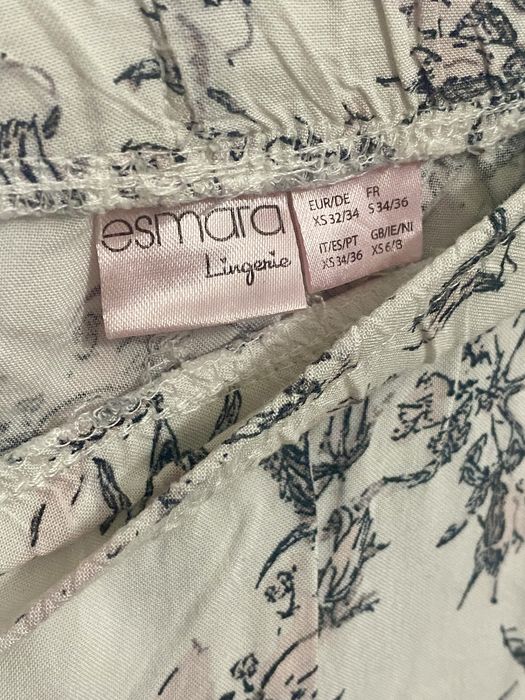 esmara
Lingerie
EUR/DE FR
XS 32/34 S 34/36
IT/ES/PT GB/IE/NI
XS 34/36 XS 6/8